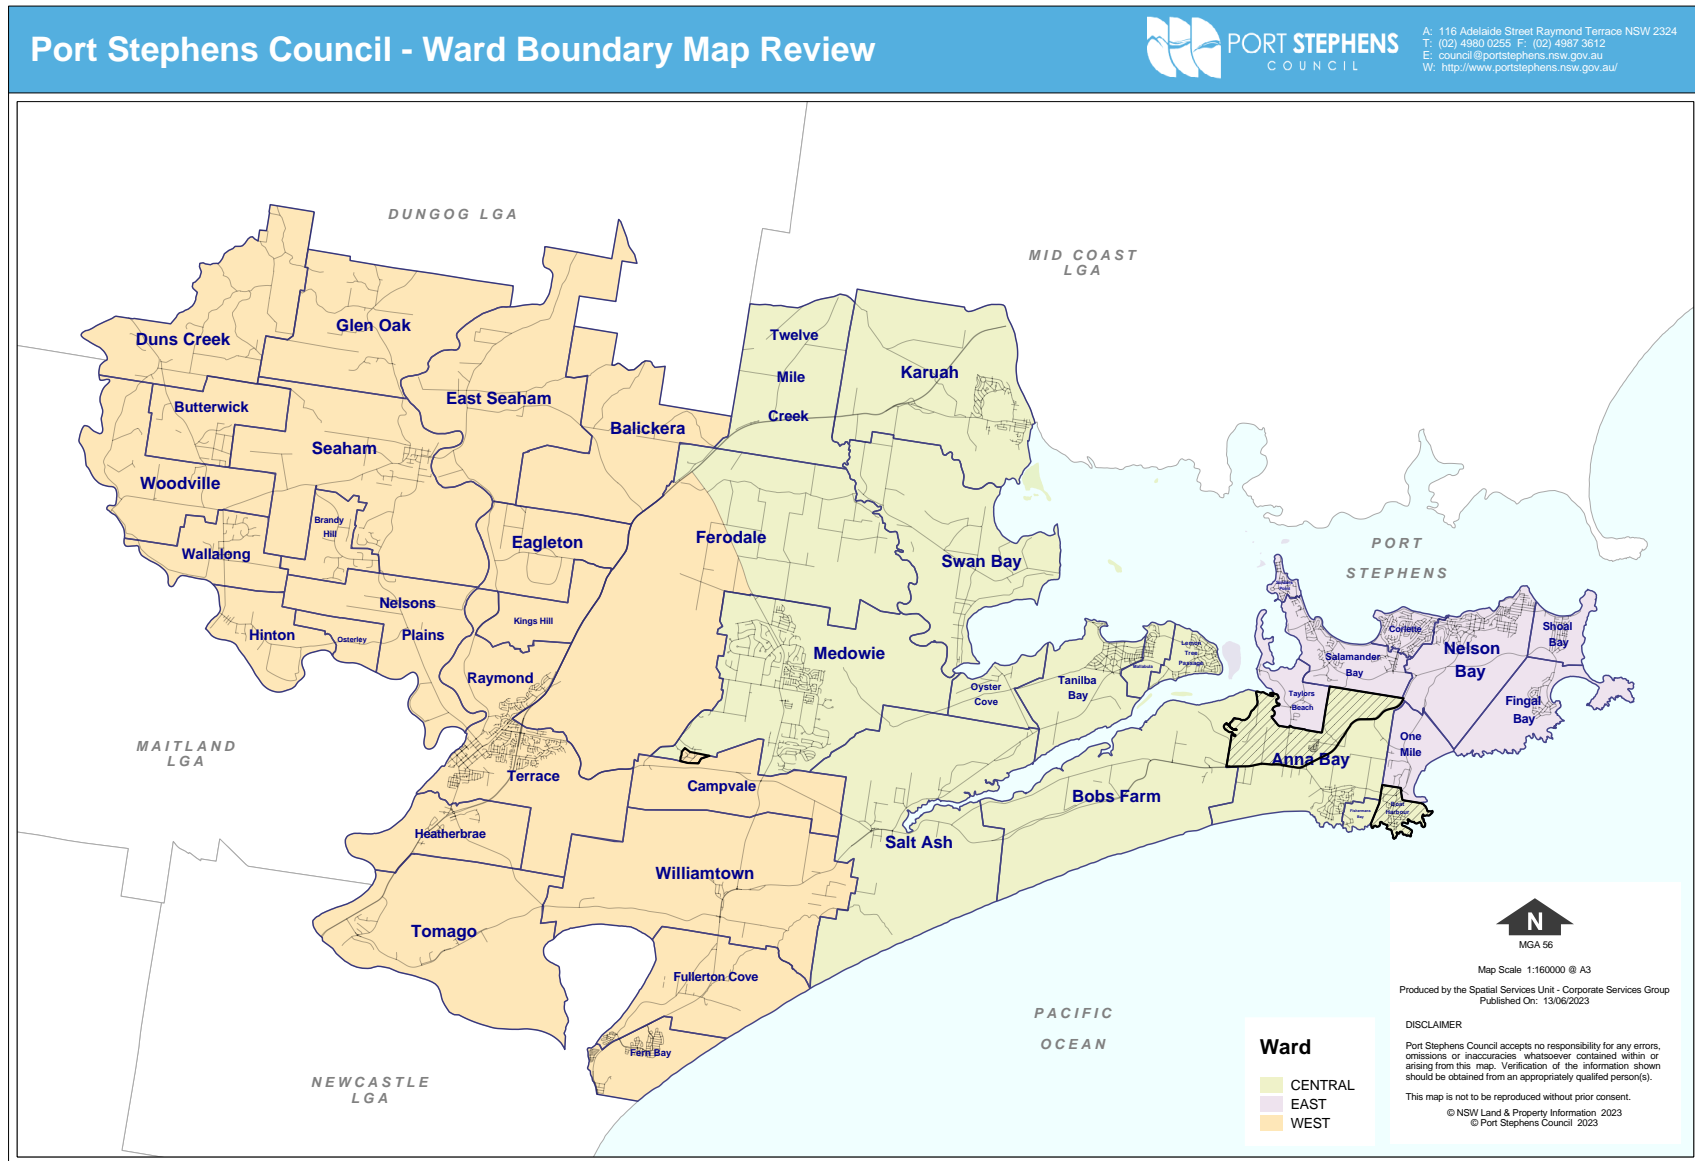 Port Stephens Council - Ward Boundary Map Review
PORT STEPHENS
COUNCIL
A: 116 Adelaide Street Raymond Terrace NSW 2324
T: (02) 4980 0255 F: (02) 4987 3612
E: council@portstephens.nsw.gov.au
W: http://www.portstephens.nsw.gov.au/
DUNGOG LGA
MID COAST
LGA
Duns Creek
Glen Oak
Twelve
Mile
Creek
Karuah
Butterwick
East Seaham
Balickera
Seaham
Woodville
Brandy
Hill
Wallalong
Eagleton
Ferodale
Swan Bay
PORT
STEPHENS
Nelsons
Plains
Kings Hill
Hinton
Osterley
Medowie
Raymond
Terrace
Oyster
Cove
Tanilba
Bay
Mallabula
Lemon
Tree
Passage
Corlette
Salamander
Bay
Nelson
Bay
Shoal
Bay
Taylors
Beach
Fingal
Bay
One
Mile
Anna Bay
MAITLAND
LGA
Campvale
Bobs Farm
Fishermans
Bay
Boat
Harbour
Heatherbrae
Salt Ash
Williamtown
Tomago
Fullerton Cove
Fern Bay
PACIFIC
OCEAN
NEWCASTLE
LGA
Ward
CENTRAL
EAST
WEST
N
MGA 56
Map Scale 1:160000 @ A3
Produced by the Spatial Services Unit - Corporate Services Group
Published On: 13/06/2023
DISCLAIMER
Port Stephens Council accepts no responsibility for any errors,
omissions or inaccuracies whatsoever contained within or
arising from this map. Verification of the information shown
should be obtained from an appropriately qualifed person(s).
This map is not to be reproduced without prior consent.
© NSW Land & Property Information 2023
© Port Stephens Council 2023